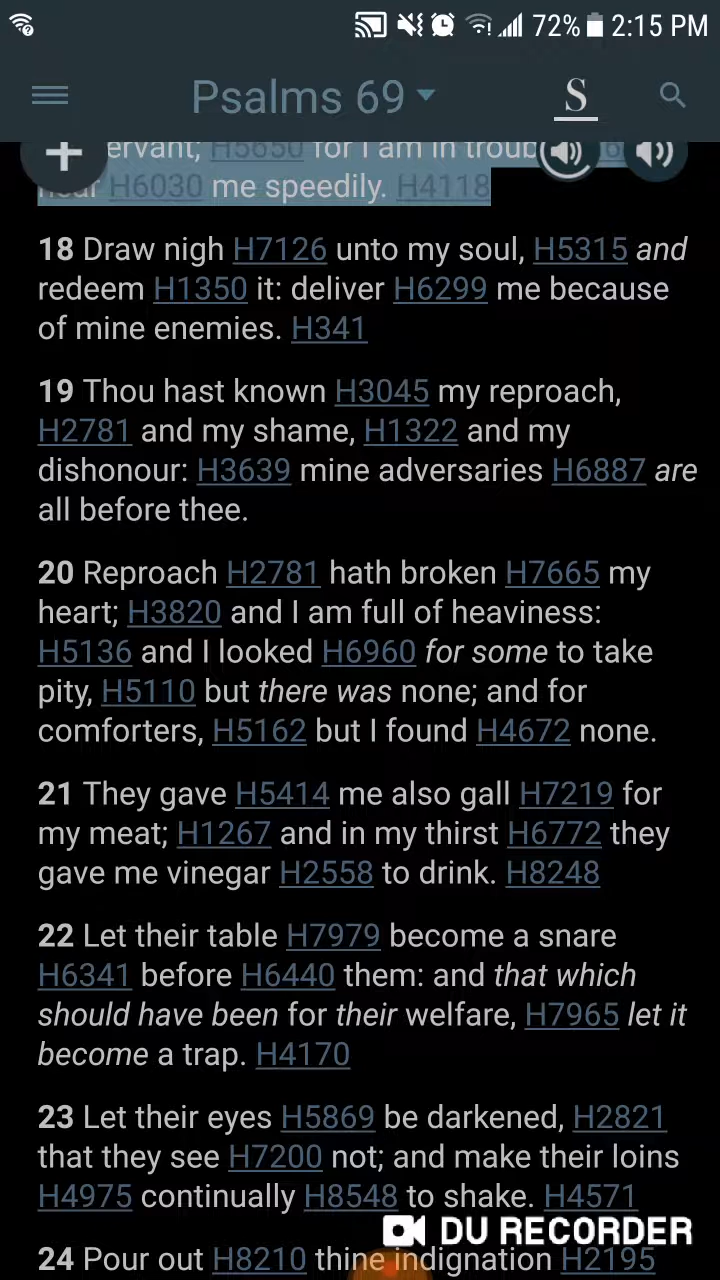 72% 2:15 PM
Psalms 69 S
ervant; H5650 for I am in troub
H6030 me speedily. H4118
18 Draw nigh H7126 unto my soul, H5315 and
redeem H1350 it: deliver H6299 me because
of mine enemies. H341
19 Thou hast known H3045 my reproach,
H2781 and my shame, H1322 and my
dishonour: H3639 mine adversaries H6887 are
all before thee.
20 Reproach H2781 hath broken H7665 my
heart; H3820 and I am full of heaviness:
H5136 and I looked H6960 for some to take
pity, H5110 but there was none; and for
comforters, H5162 but I found H4672 none.
21 They gave H5414 me also gall H7219 for
my meat; H1267 and in my thirst H6772 they
gave me vinegar H2558 to drink. H8248
22 Let their table H7979 become a snare
H6341 before H6440 them: and that which
should have been for their welfare, H7965 let it
become a trap. H4170
23 Let their eyes H5869 be darkened, H2821
that they see H7200 not; and make their loins
H4975 continually H8548 to shake. H4571
DU RECORDER
24 Pour out H8210 thine indignation H2195